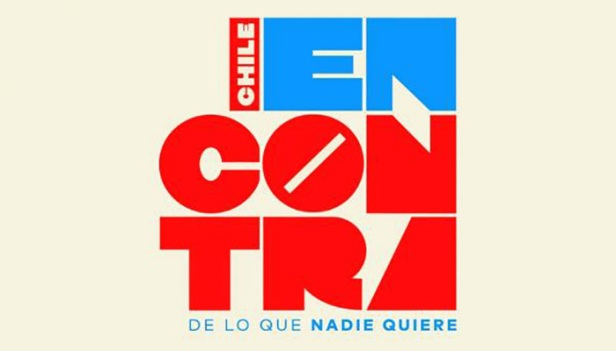 CHILE
EN
CON
TRA
DE LO QUE NADIE QUIERE